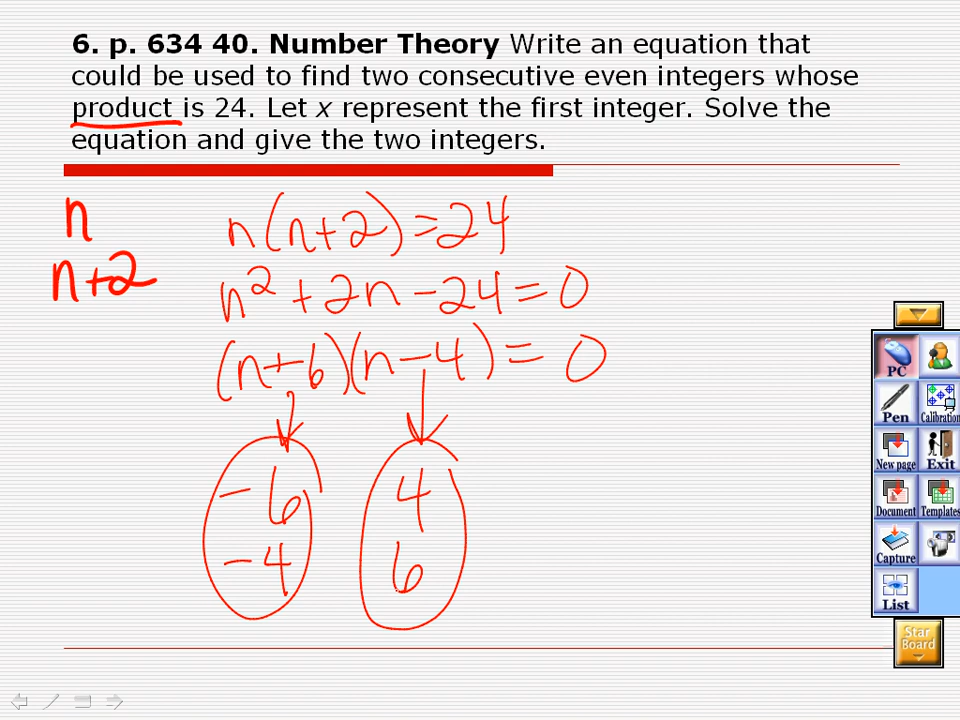 6. p. 634 40. Number Theory Write an equation that
could be used to find two consecutive even integers whose
product is 24. Let x represent the first integer. Solve the
equation and give the two integers.
n
n+2
n(n+2)=24
n²+2n-24=0
(n+6)(n-4)=0
-6
-4
4
6
PC
Pen
Calibration
New page
Exit
Document
Templates
Capture
List
Star
Board